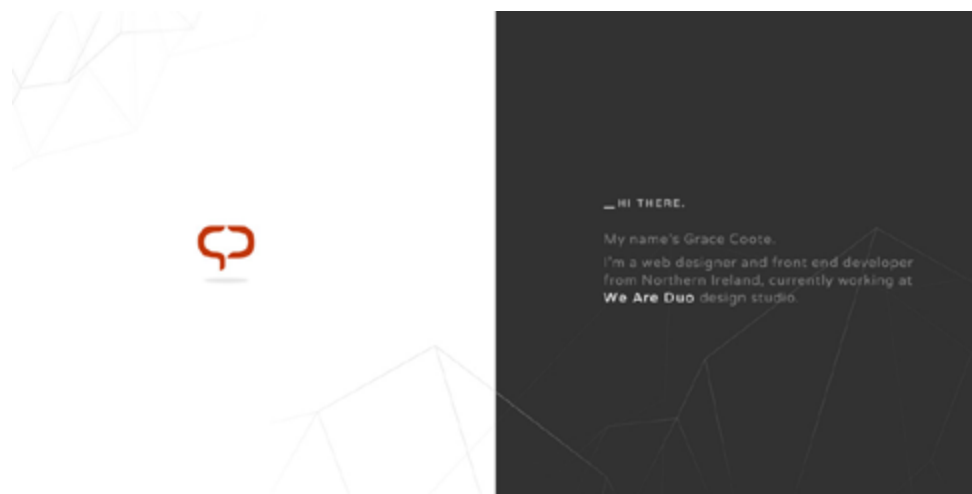 _HI THERE.
My name's Grace Coote.
I'm a web designer and front end developer
from Northern Ireland, currently working at
We Are Duo design studio.